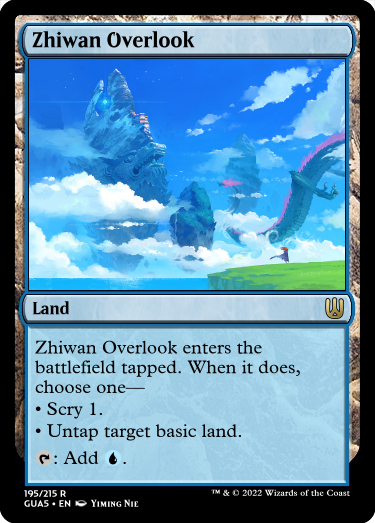 Zhiwan Overlook
Land
Zhiwan Overlook enters the
battlefield tapped. When it does,
choose one—
• Scry 1.
• Untap target basic land.
: Add .
195/215 R
GUA5 • EN Yiming Nie
™ & © 2022 Wizards of the Coast